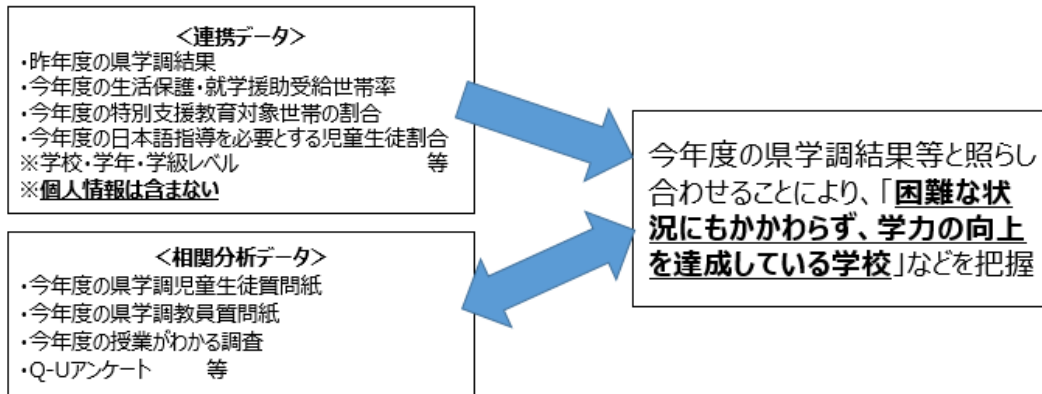 <連携データ>
・昨年度の県学調結果
・今年度の生活保護・就学援助受給世帯率
・今年度の特別支援教育対象世帯の割合
・今年度の日本語指導を必要とする児童生徒割合
※学校・学年・学級レベル 等
※個人情報は含まない
<相関分析データ>
・今年度の県学調児童生徒質問紙
・今年度の県学調教員質問紙
・今年度の授業がわかる調査
・Q-Uアンケート 等
今年度の県学調結果等と照らし
合わせることにより、「困難な状
況にもかかわらず、学力の向上
を達成している学校」などを把握